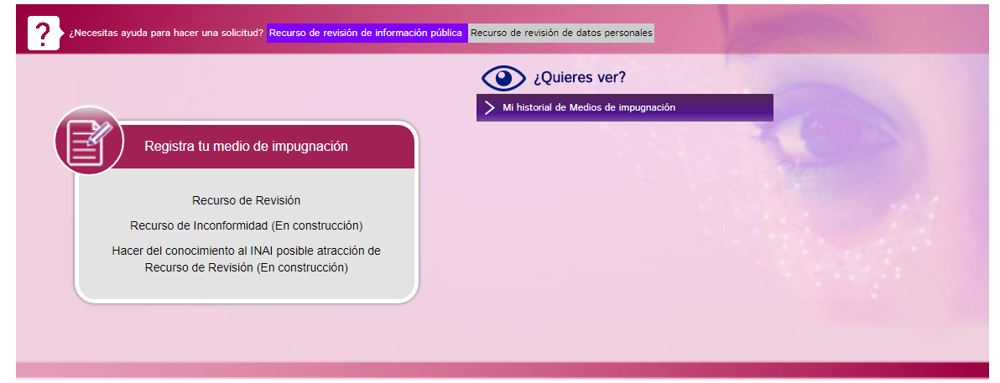 ¿Necesitas ayuda para hacer una solicitud? Recurso de revisión de información pública Recurso de revisión de datos personales
¿Quieres ver?
Mi historial de Medios de impugnación
Registra tu medio de impugnación
Recurso de Revisión
Recurso de Inconformidad (En construcción)
Hacer del conocimiento al INAI posible atracción de
Recurso de Revisión (En construcción)